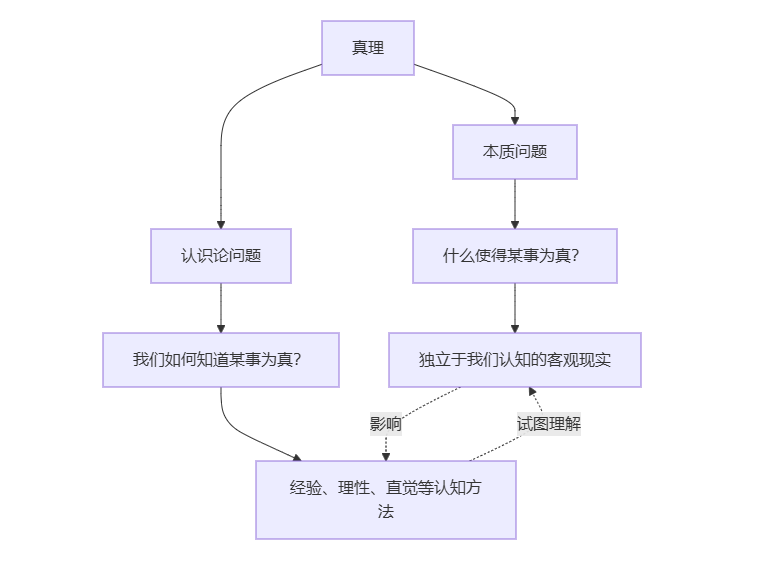 真理
本质问题
认识论问题
什么使得某事为真？
我们如何知道某事为真？
独立于我们认知的客观现实
影响
试图理解
经验、理性、直觉等认知方
法